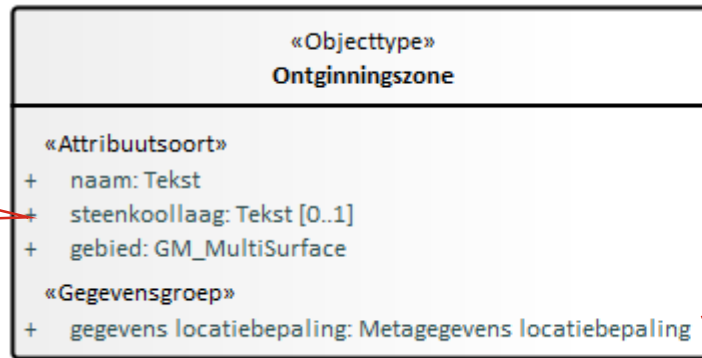 «Objecttype»
Ontginningszone
«Attribuutsoort»
+ naam: Tekst
+ steenkoollaag: Tekst [0..1]
+ gebied: GM_MultiSurface
«Gegevensgroep»
+ gegevens locatiebepaling: Metagegevens locatiebepaling